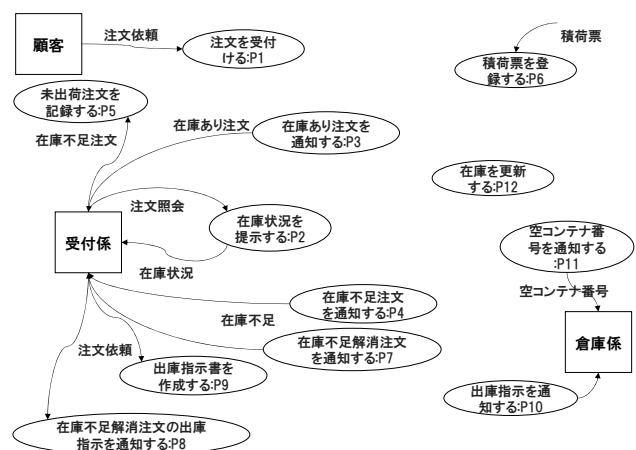 顧客
注文依頼
注文を受付
ける:P1
積荷票
積荷票を登
録する:P6
未出荷注文を
記録する:P5
在庫不足注文
在庫あり注文
在庫あり注文を
通知する:P3
在庫を更新
する:P12
注文照会
受付係
在庫状況を
提示する:P2
在庫状況
空コンテナ番
号を通知する
:P11
空コンテナ番号
在庫不足注文
を通知する:P4
在庫不足
在庫不足解消注文
を通知する:P7
倉庫係
注文依頼
出庫指示書を
作成する:P9
出庫指示を通
知する:P10
在庫不足解消注文の出庫
指示を通知する:P8